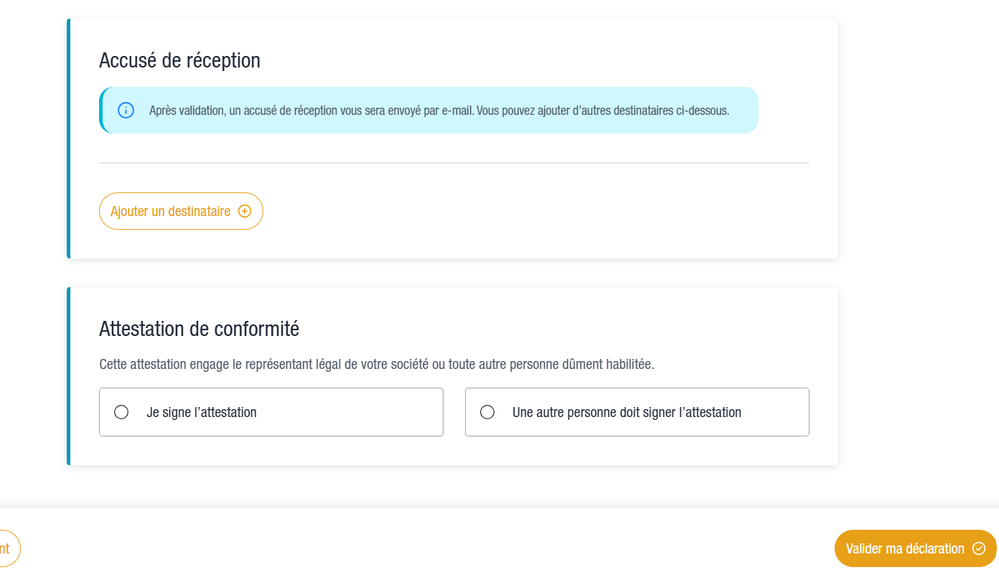 Accusé de réception
Après validation, un accusé de réception vous sera envoyé par e-mail. Vous pouvez ajouter d’autres destinataires ci-dessous.
Ajouter un destinataire
Attestation de conformité
Cette attestation engage le représentant légal de votre société ou toute autre personne dûment habilitée.
Je signe l’attestation
Une autre personne doit signer l’attestation
nt
Valider ma déclaration